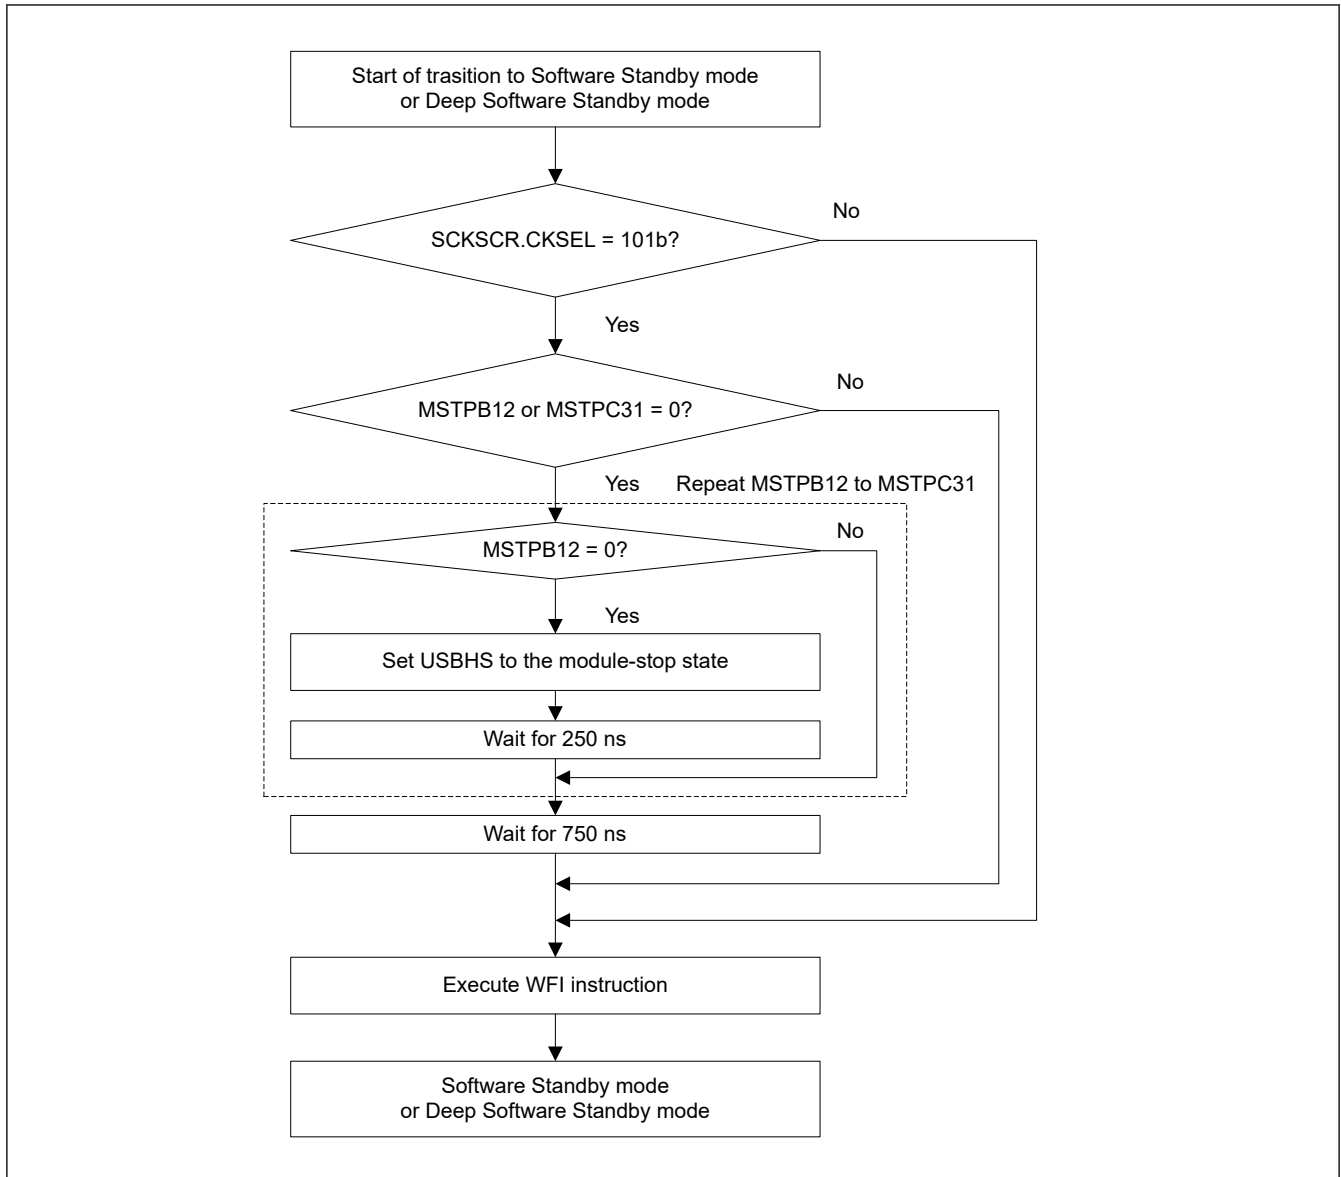 Start of trasition to Software Standby mode
or Deep Software Standby mode
No
SCKSCR.CKSEL = 101b?
Yes
No
MSTPB12 or MSTPC31 = 0?
Yes
Repeat MSTPB12 to MSTPC31
No
MSTPB12 = 0?
Yes
Set USBHS to the module-stop state
Wait for 250 ns
Wait for 750 ns
Execute WFI instruction
Software Standby mode
or Deep Software Standby mode